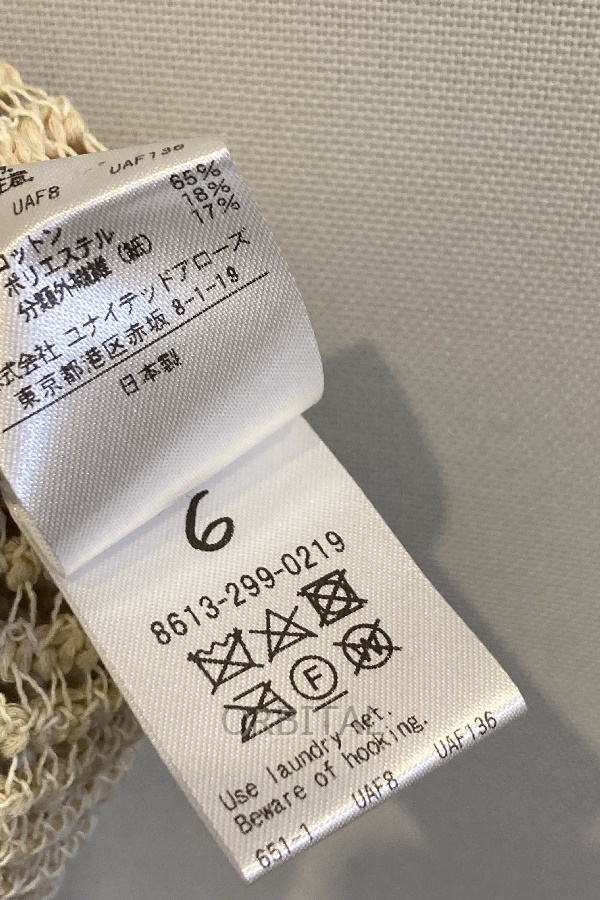 UAF8 UAF136
コットン 65%
ポリエステル 18%
分類外繊維(紙) 17%
株式会社 ユナイテッドアローズ
東京都港区赤坂 8-1-19
日本製
6
8613-299-0219
F
W
ORBITAL
Use laundry net.
Beware of hooking.
651-1 UAF8 UAF136